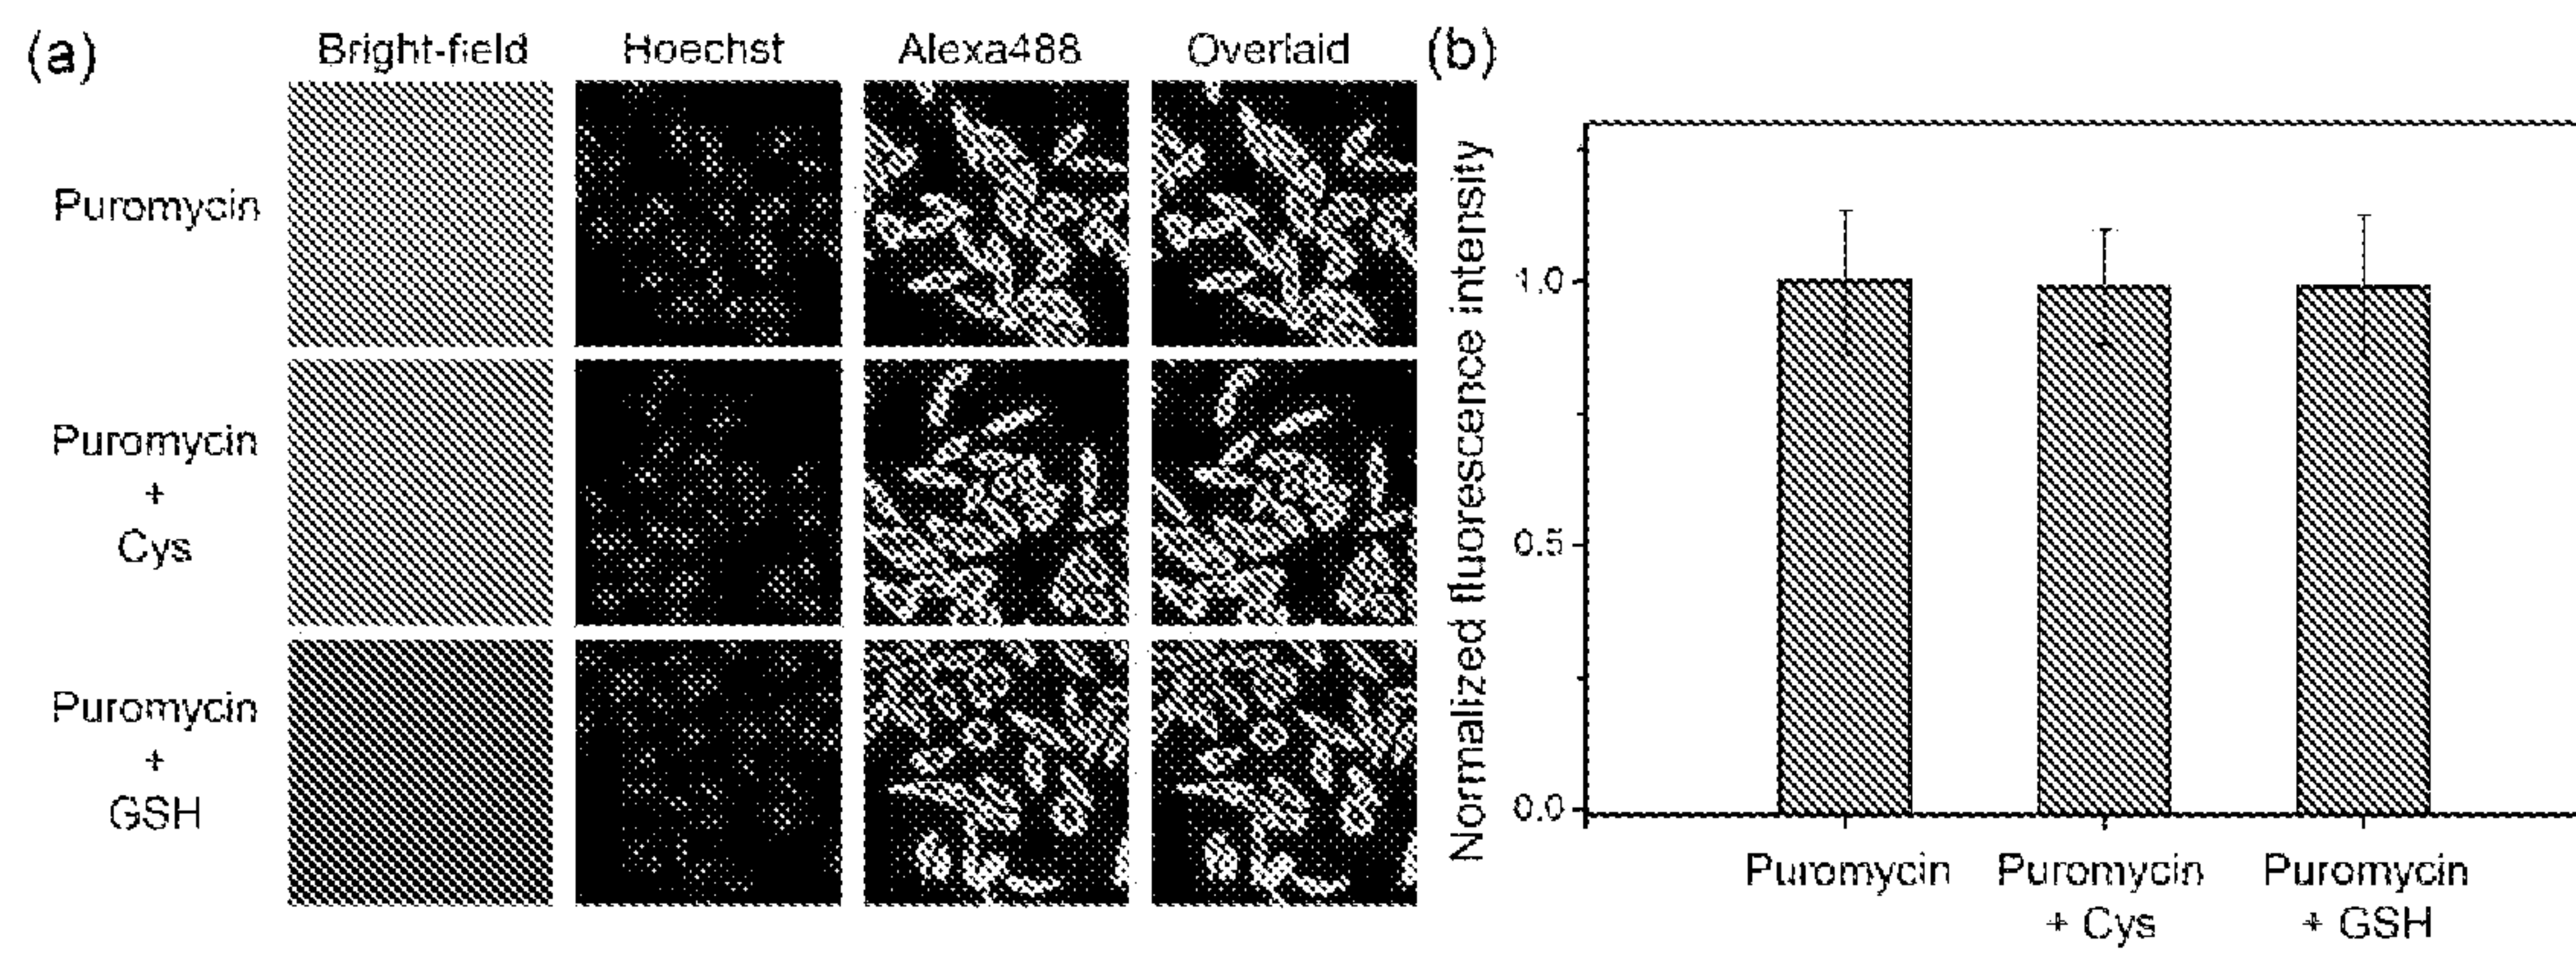 (a)
Bright-field Hoechst Alexa488 Overlaid
Puromycin
Puromycin
+
Cys
Puromycin
+
GSH
(b)
Normalized fluorescence intensity
1.0
0.5
0.0
Puromycin Puromycin Puromycin
+ Cys + GSH